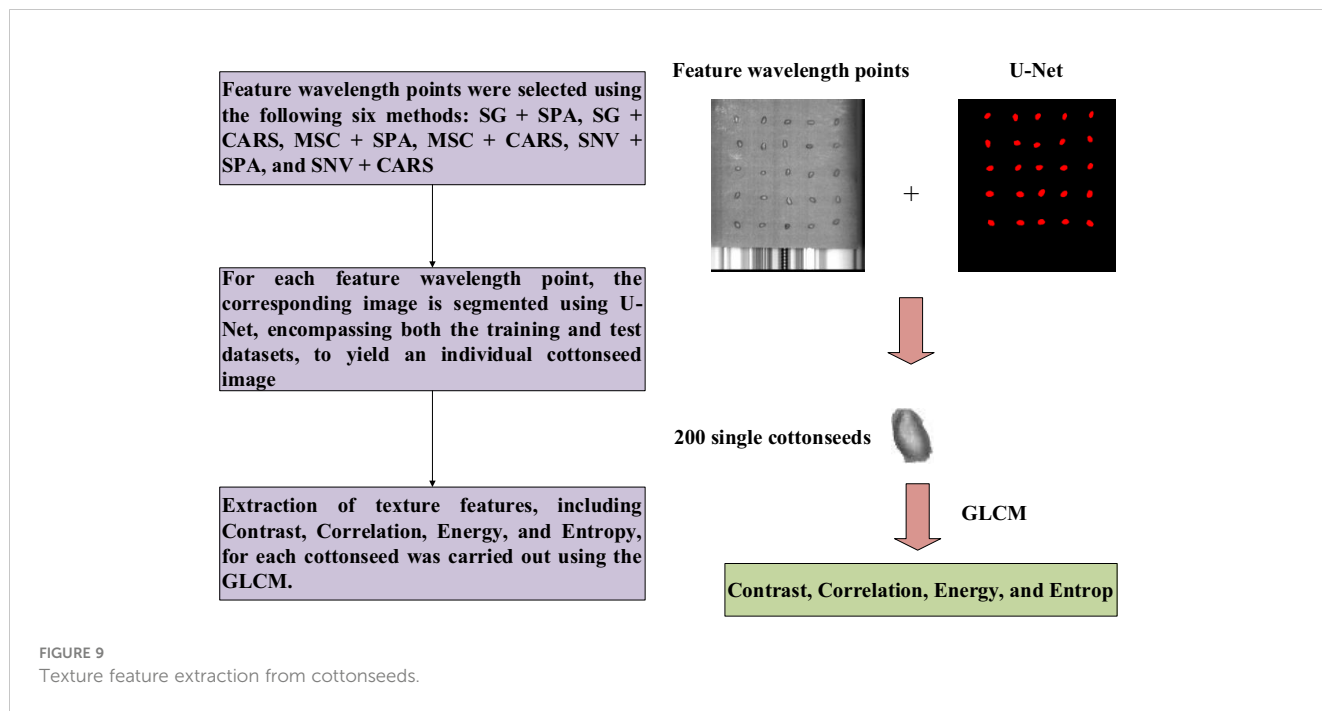 Feature wavelength points were selected using
the following six methods: SG + SPA, SG +
CARS, MSC + SPA, MSC + CARS, SNV +
SPA, and SNV + CARS
For each feature wavelength point, the
corresponding image is segmented using U-
Net, encompassing both the training and test
datasets, to yield an individual cottonseed
image
Extraction of texture features, including
Contrast, Correlation, Energy, and Entropy,
for each cottonseed was carried out using the
GLCM.
Feature wavelength points
U-Net
+
200 single cottonseeds
GLCM
Contrast, Correlation, Energy, and Entrop
FIGURE 9
Texture feature extraction from cottonseeds.